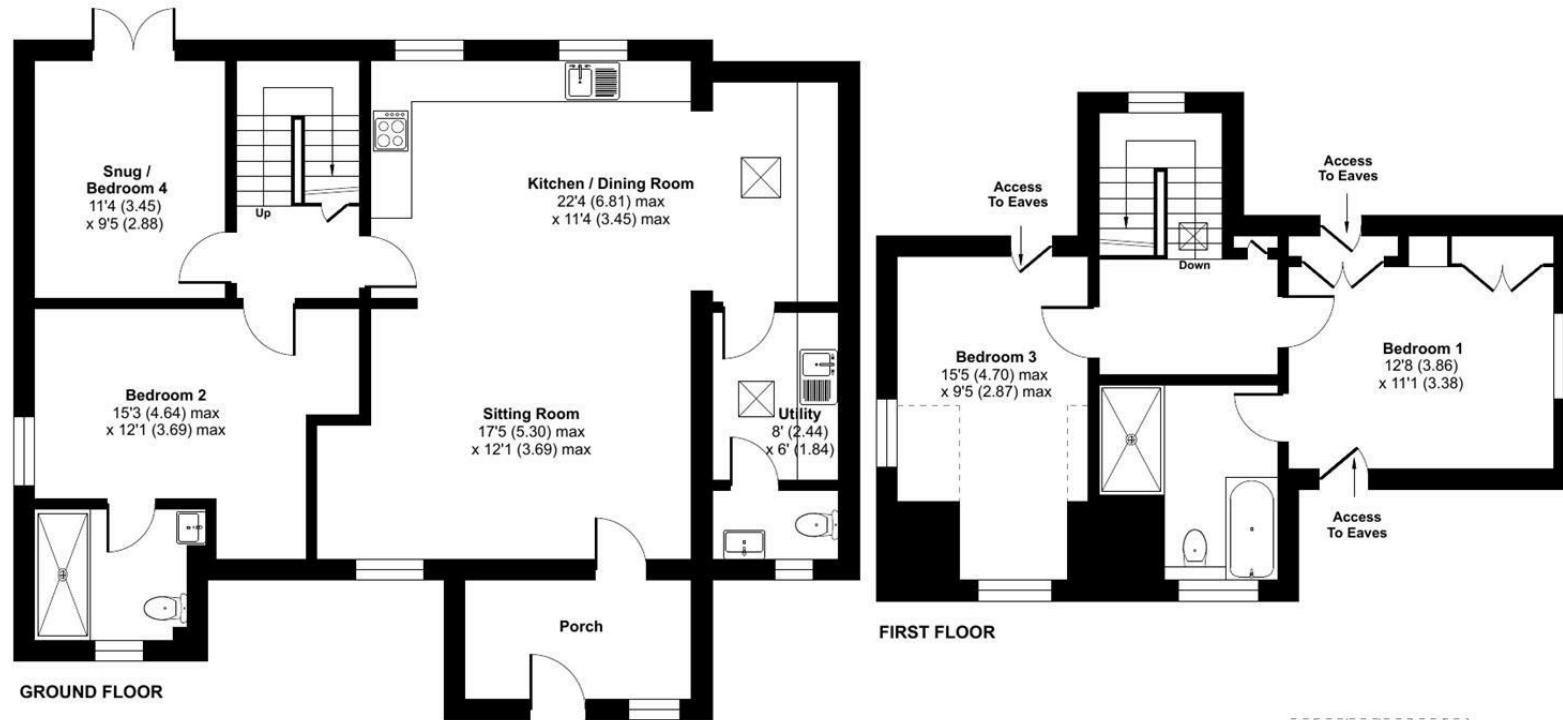 Snug /
Bedroom 4
11'4 (3.45)
x 9'5 (2.88)
Up
Kitchen / Dining Room
22'4 (6.81) max
x 11'4 (3.45) max
Bedroom 2
15'3 (4.64) max
x 12'1 (3.69) max
Sitting Room
17'5 (5.30) max
x 12'1 (3.69) max
Utility
8' (2.44)
x 6' (1.84)
Porch
GROUND FLOOR
Access
To Eaves
Access
To Eaves
Down
Bedroom 3
15'5 (4.70) max
x 9'5 (2.87) max
Bedroom 1
12'8 (3.86)
x 11'1 (3.38)
Access
To Eaves
FIRST FLOOR